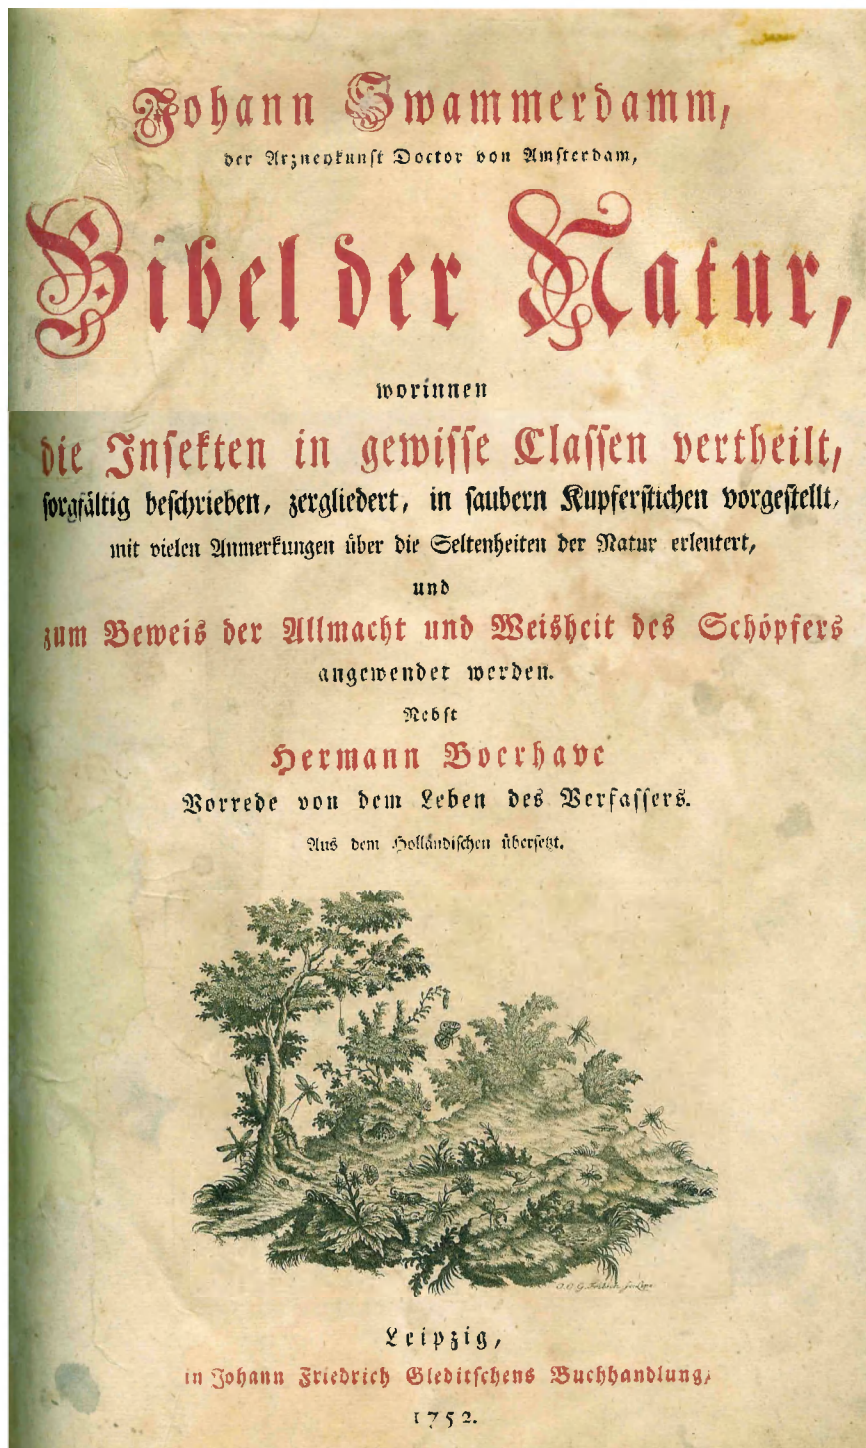 Johann Swammerdamm,
der Arzneykunst Doctor von Amsterdam,
Bibel der Natur,
worinnen
die Insekten in gewisse Classen vertheilt,
sorgfältig beschrieben, zergliedert, in saubern Kupferstichen vorgestellt,
mit vielen Anmerkungen über die Seltenheiten der Natur erleutert,
und
zum Beweis der Allmacht und Weisheit des Schöpfers
angewendet werden.
Nebst
Hermann Boerhave
Vorrede von dem Leben des Verfassers.
Aus dem Holländischen übersetzt.
Leipzig,
in Johann Friedrich Gleditschens Buchhandlung,
1752.